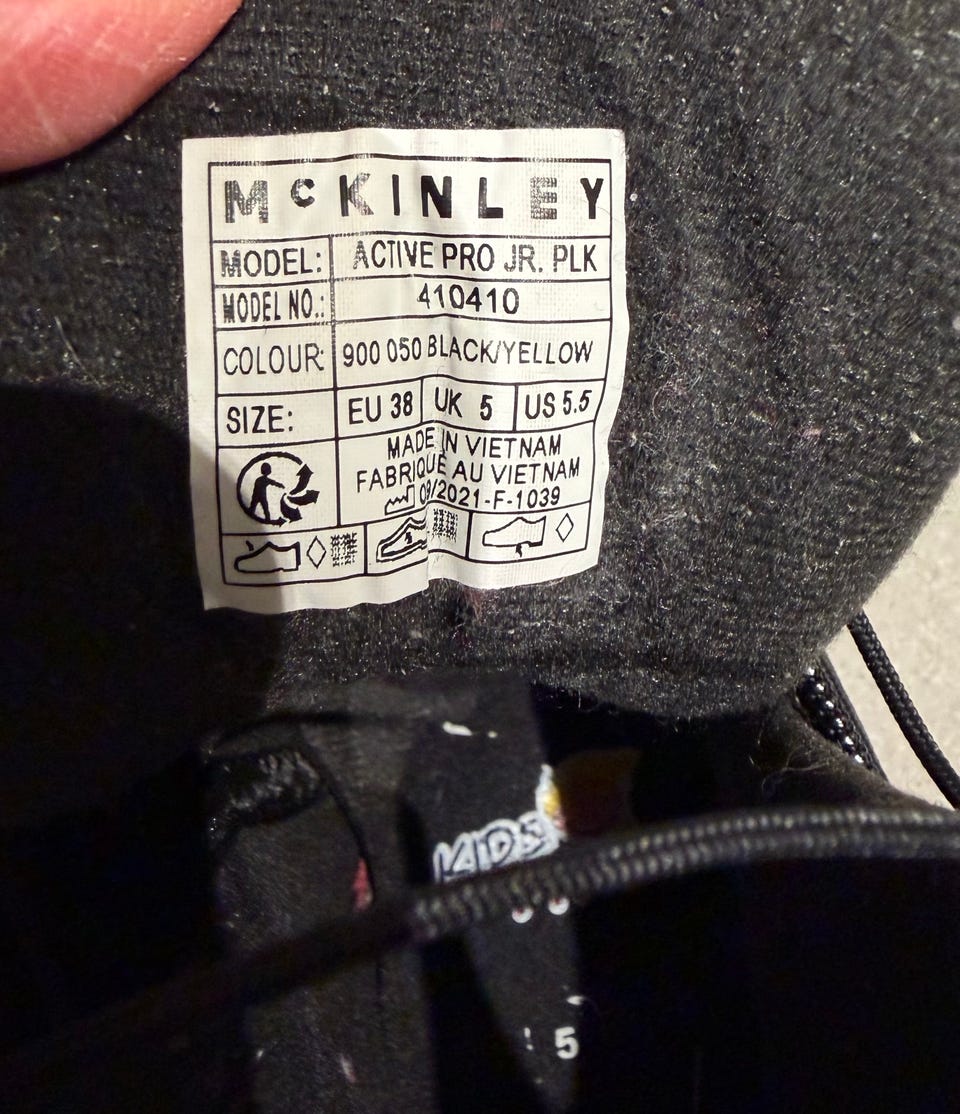 McKINLEY
MODEL: ACTIVE PRO JR. PLK
MODEL NO.: 410410
COLOUR: 900 050 BLACK/YELLOW
SIZE: EU 38 UK 5 US 5.5
MADE IN VIETNAM
FABRIQUÉ AU VIETNAM
09/2021-F-1039
KIDS
5